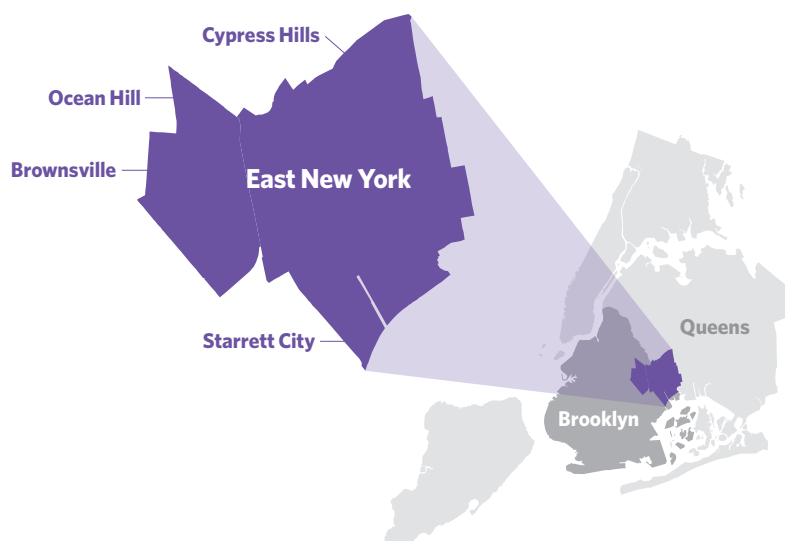 Cypress Hills
Ocean Hill
Brownsville
East New York
Starrett City
Queens
Brooklyn